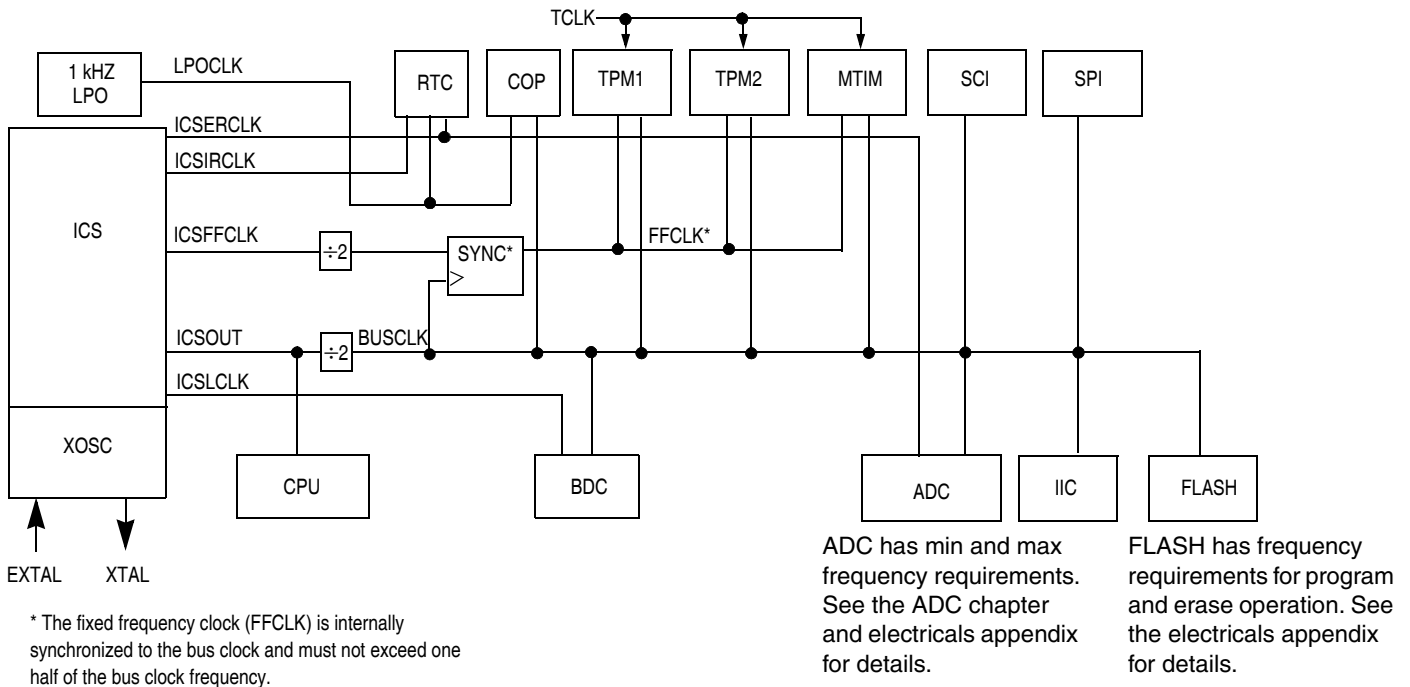 TCLK
1 kHZ
LPO
LPOCLK
RTC
COP
TPM1
TPM2
MTIM
SCI
SPI
ICSERCLK
ICSIRCLK
ICS
ICSFFCLK
÷2
SYNC*
FFCLK*
ICSOUT
÷2
BUSCLK
ICSLCLK
XOSC
CPU
BDC
ADC
IIC
FLASH
EXTAL
XTAL
ADC has min and max
frequency requirements.
See the ADC chapter
and electricals appendix
for details.
FLASH has frequency
requirements for program
and erase operation. See
the electricals appendix
for details.
* The fixed frequency clock (FFCLK) is internally
synchronized to the bus clock and must not exceed one
half of the bus clock frequency.